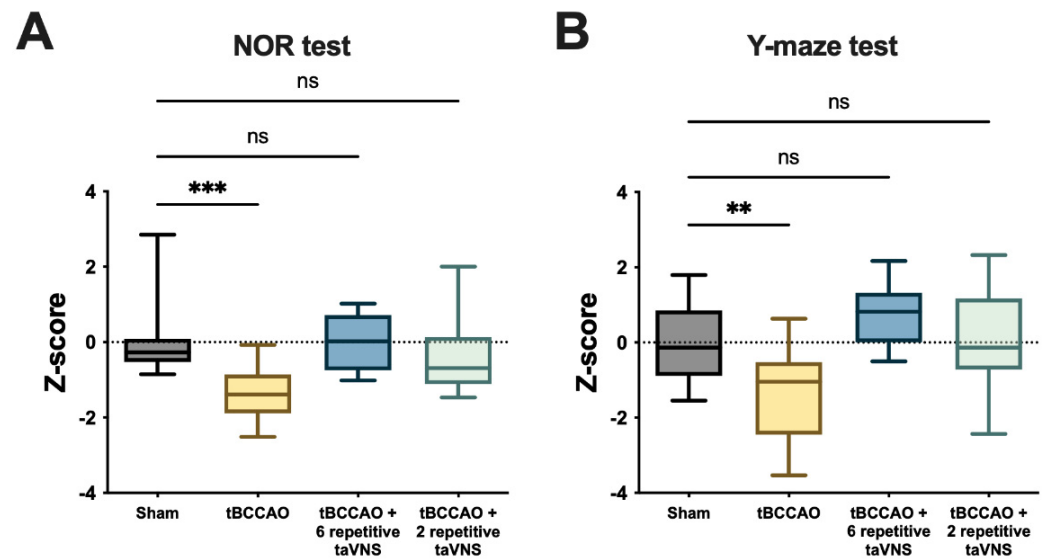 A
NOR test
ns
ns
***
Z-score
4
2
0
-2
-4
Sham
tBCCAO
tBCCAO +
6 repetitive
taVNS
tBCCAO +
2 repetitive
taVNS
B
Y-maze test
ns
ns
**
Z-score
4
2
0
-2
-4
Sham
tBCCAO
tBCCAO +
6 repetitive
taVNS
tBCCAO +
2 repetitive
taVNS